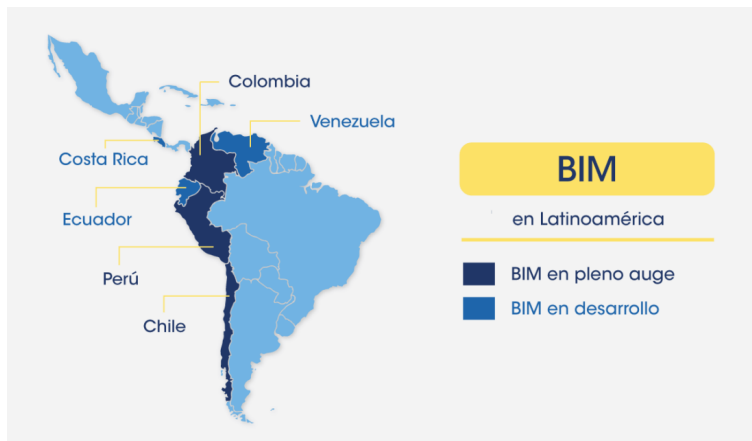 Colombia
Venezuela
Costa Rica
Ecuador
Perú
Chile
BIM
en Latinoamérica
BIM en pleno auge
BIM en desarrollo